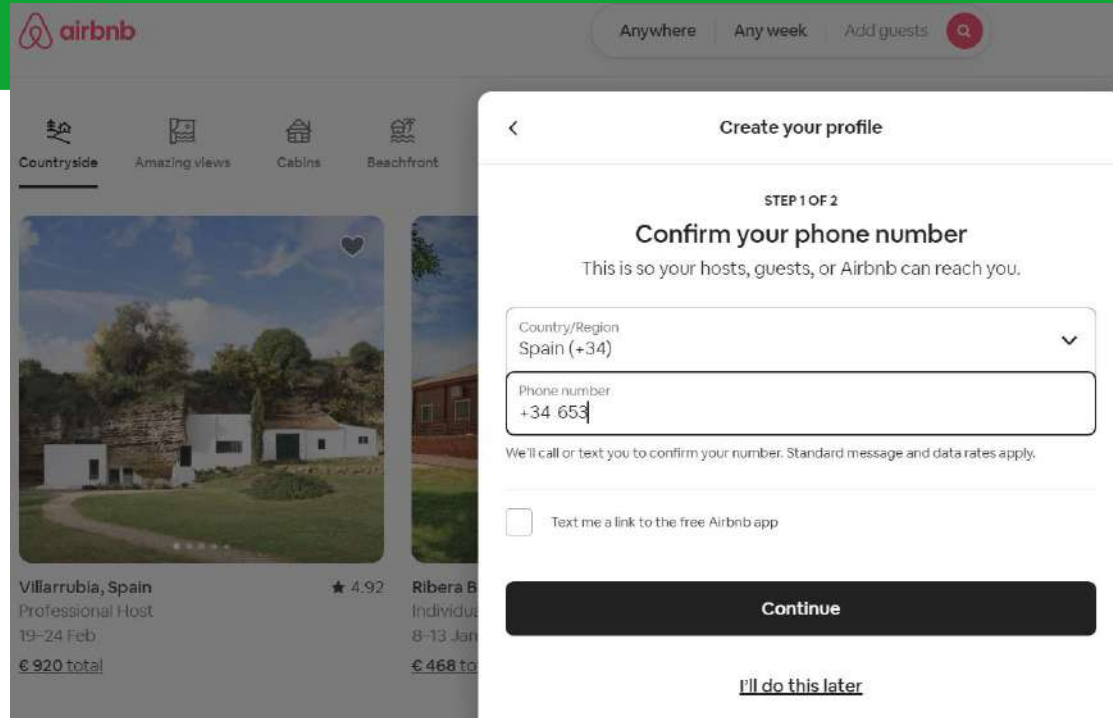 airbnb
Anywhere Any week Add guests
Countryside Amazing views Cabins Beachfront
Villarrubia, Spain ★ 4.92
Professional Host
19–24 Feb
€ 920 total
Ribera B
Individua
8–13 Jan
€ 468 to
Create your profile
STEP 1 OF 2
Confirm your phone number
This is so your hosts, guests, or Airbnb can reach you.
Country/Region
Spain (+34)
Phone number
+34 653
We'll call or text you to confirm your number. Standard message and data rates apply.
Text me a link to the free Airbnb app
Continue
I'll do this later